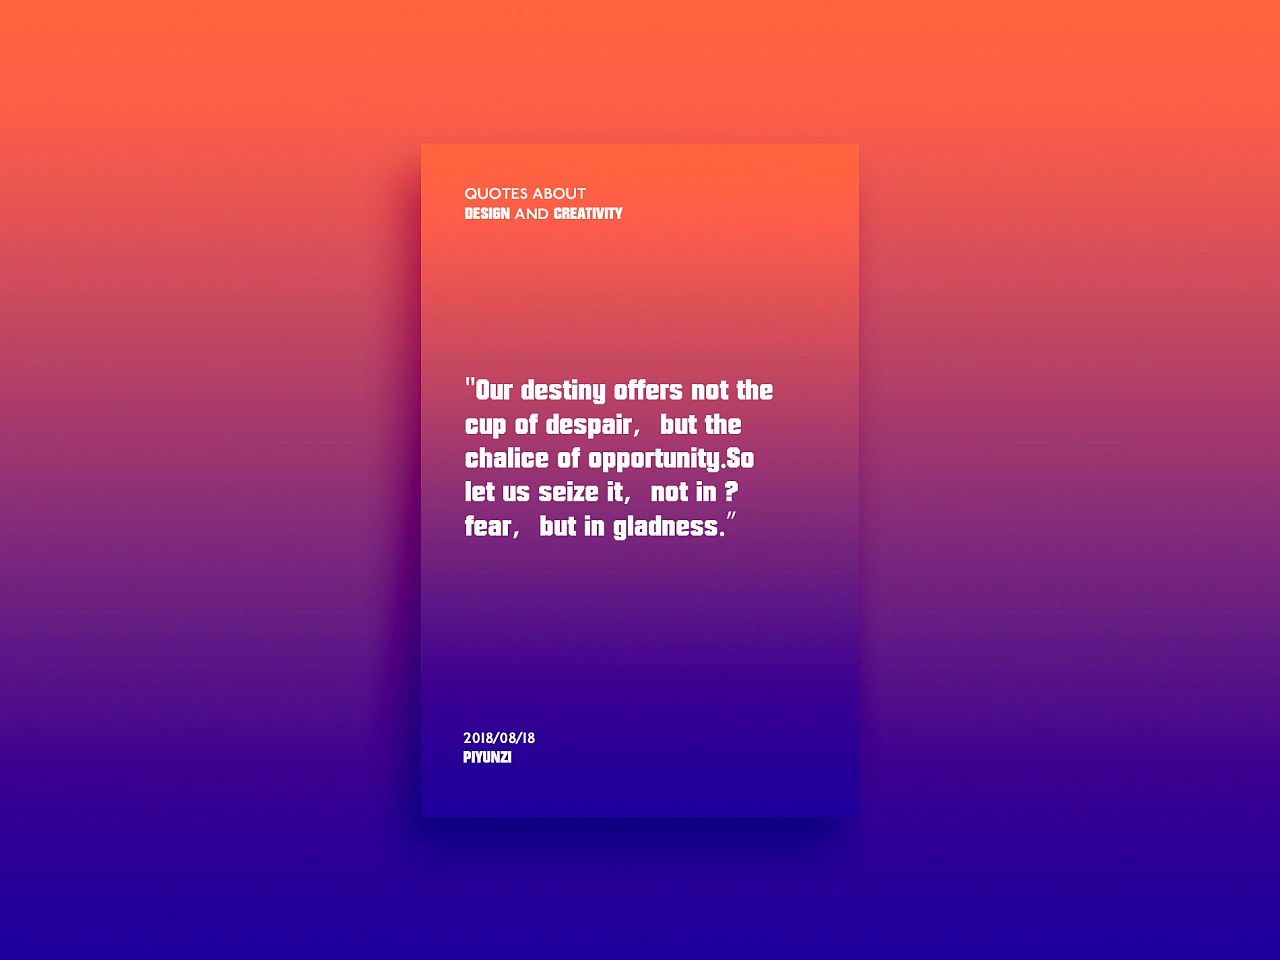 QUOTES ABOUT
DESIGN AND CREATIVITY
"Our destiny offers not the
cup of despair, but the
chalice of opportunity.So
let us seize it, not in ?
fear, but in gladness."
2018/08/18
PIYUNZI